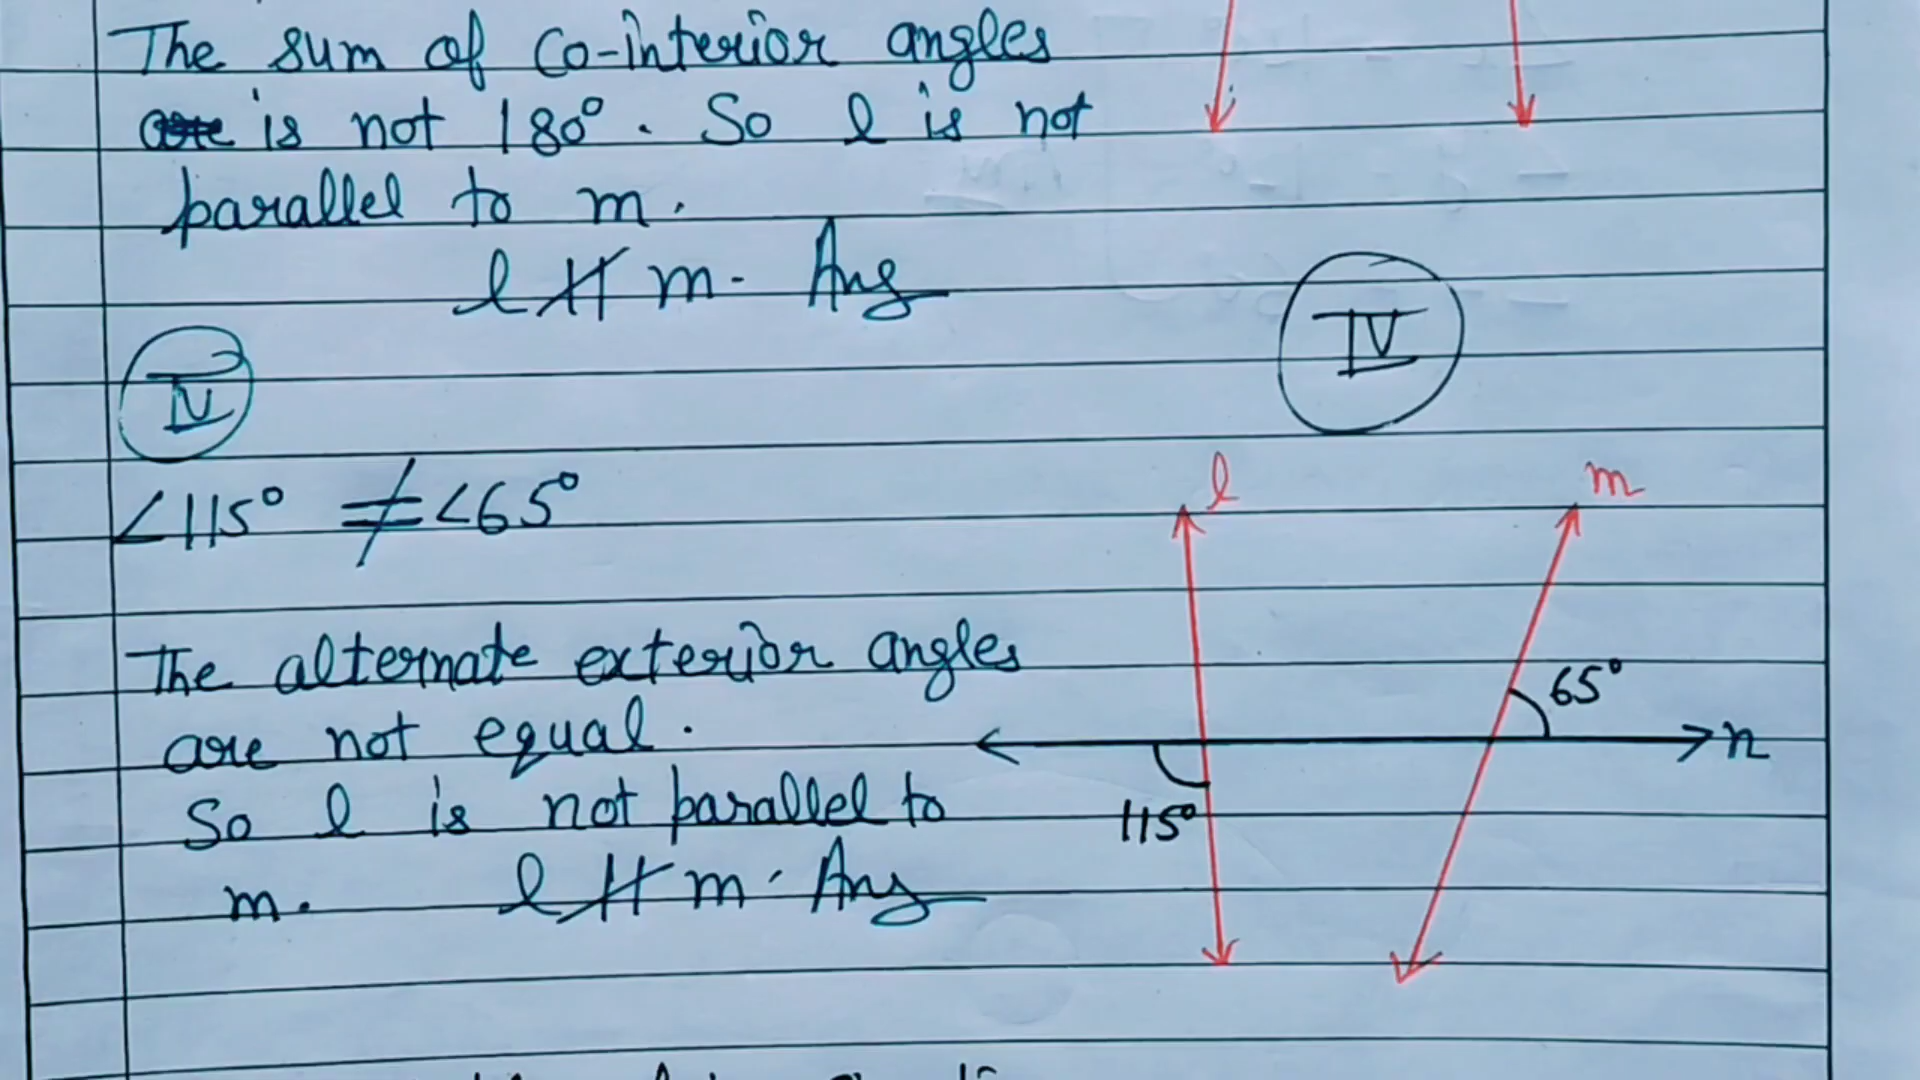 The sum of Co-interior angles
is not 180°. So l is not
parallel to m.
l ∦ m. Ans
IV
IV
∠115° ≠ ∠65°
l
m
The alternate exterior angles
65°
are not equal.
n
So l is not parallel to
115°
m. l ∦ m. Ans